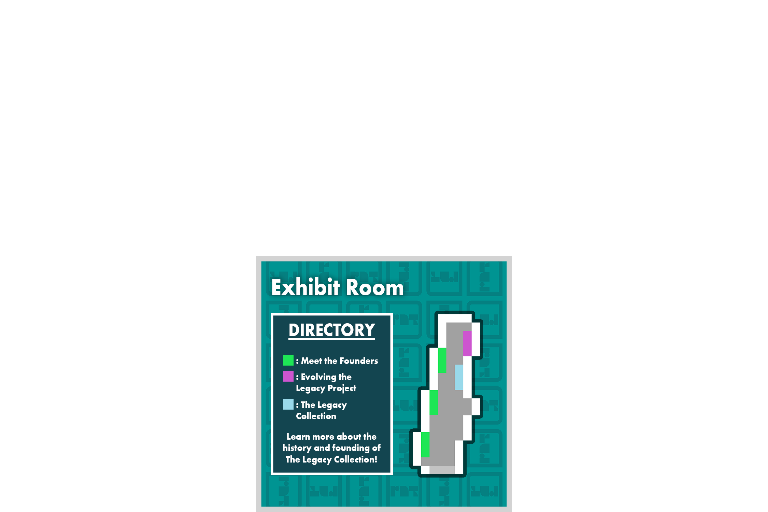 Exhibit Room
DIRECTORY
: Meet the Founders
: Evolving the
Legacy Project
: The Legacy
Collection
Learn more about the
history and founding of
The Legacy Collection!